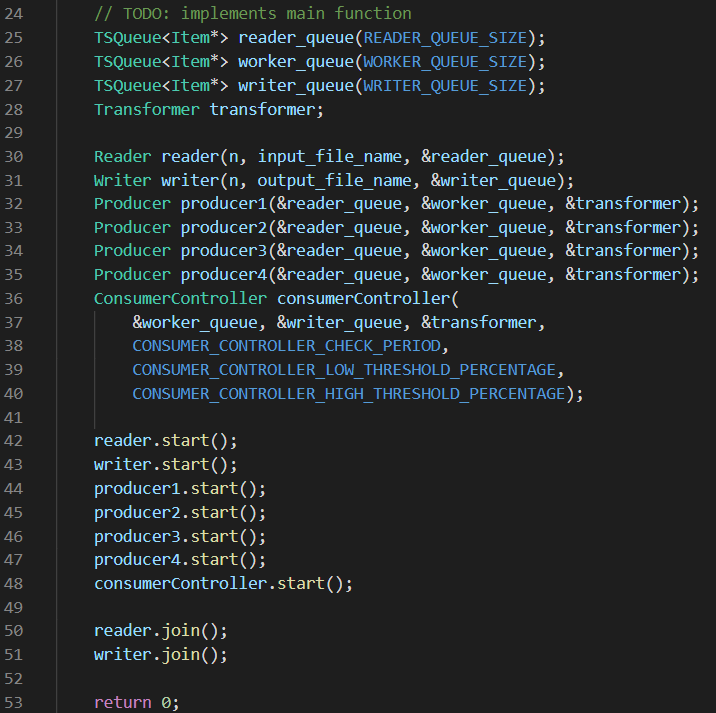 24 // TODO: implements main function
25 TSQueue<Item*> reader_queue(READER_QUEUE_SIZE);
26 TSQueue<Item*> worker_queue(WORKER_QUEUE_SIZE);
27 TSQueue<Item*> writer_queue(WRITER_QUEUE_SIZE);
28 Transformer transformer;
29
30 Reader reader(n, input_file_name, &reader_queue);
31 Writer writer(n, output_file_name, &writer_queue);
32 Producer producer1(&reader_queue, &worker_queue, &transformer);
33 Producer producer2(&reader_queue, &worker_queue, &transformer);
34 Producer producer3(&reader_queue, &worker_queue, &transformer);
35 Producer producer4(&reader_queue, &worker_queue, &transformer);
36 ConsumerController consumerController(
37 &worker_queue, &writer_queue, &transformer,
38 CONSUMER_CONTROLLER_CHECK_PERIOD,
39 CONSUMER_CONTROLLER_LOW_THRESHOLD_PERCENTAGE,
40 CONSUMER_CONTROLLER_HIGH_THRESHOLD_PERCENTAGE);
41
42 reader.start();
43 writer.start();
44 producer1.start();
45 producer2.start();
46 producer3.start();
47 producer4.start();
48 consumerController.start();
49
50 reader.join();
51 writer.join();
52
53 return 0;